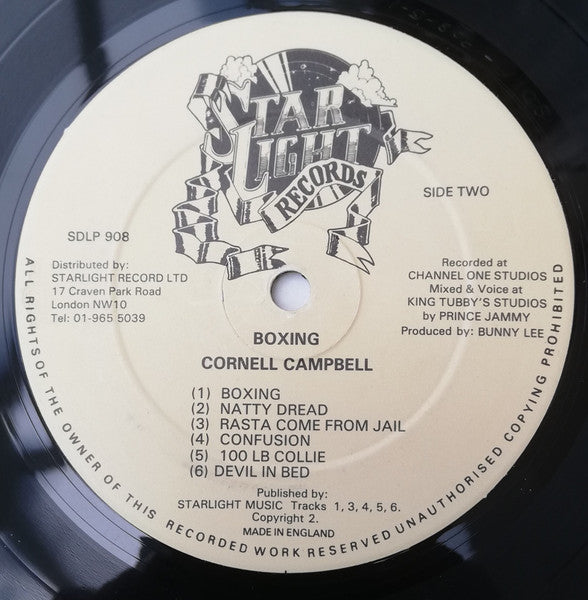 STAR
LIGHT
RECORDS
SIDE TWO
SDLP 908
Distributed by:
STARLIGHT RECORD LTD
17 Craven Park Road
London NW10
Tel: 01-965 5039
Recorded at
CHANNEL ONE STUDIOS
Mixed & Voice at
KING TUBBY'S STUDIOS
by PRINCE JAMMY
Produced by: BUNNY LEE
BOXING
CORNELL CAMPBELL
(1) BOXING
(2) NATTY DREAD
(3) RASTA COME FROM JAIL
(4) CONFUSION
(5) 100 LB COLLIE
(6) DEVIL IN BED
Published by:
STARLIGHT MUSIC Tracks 1,3,4,5,6.
Copyright 2.
MADE IN ENGLAND
ALL RIGHTS OF THE OWNER OF THIS RECORDED WORK RESERVED UNAUTHORISED COPYING PROHIBITED